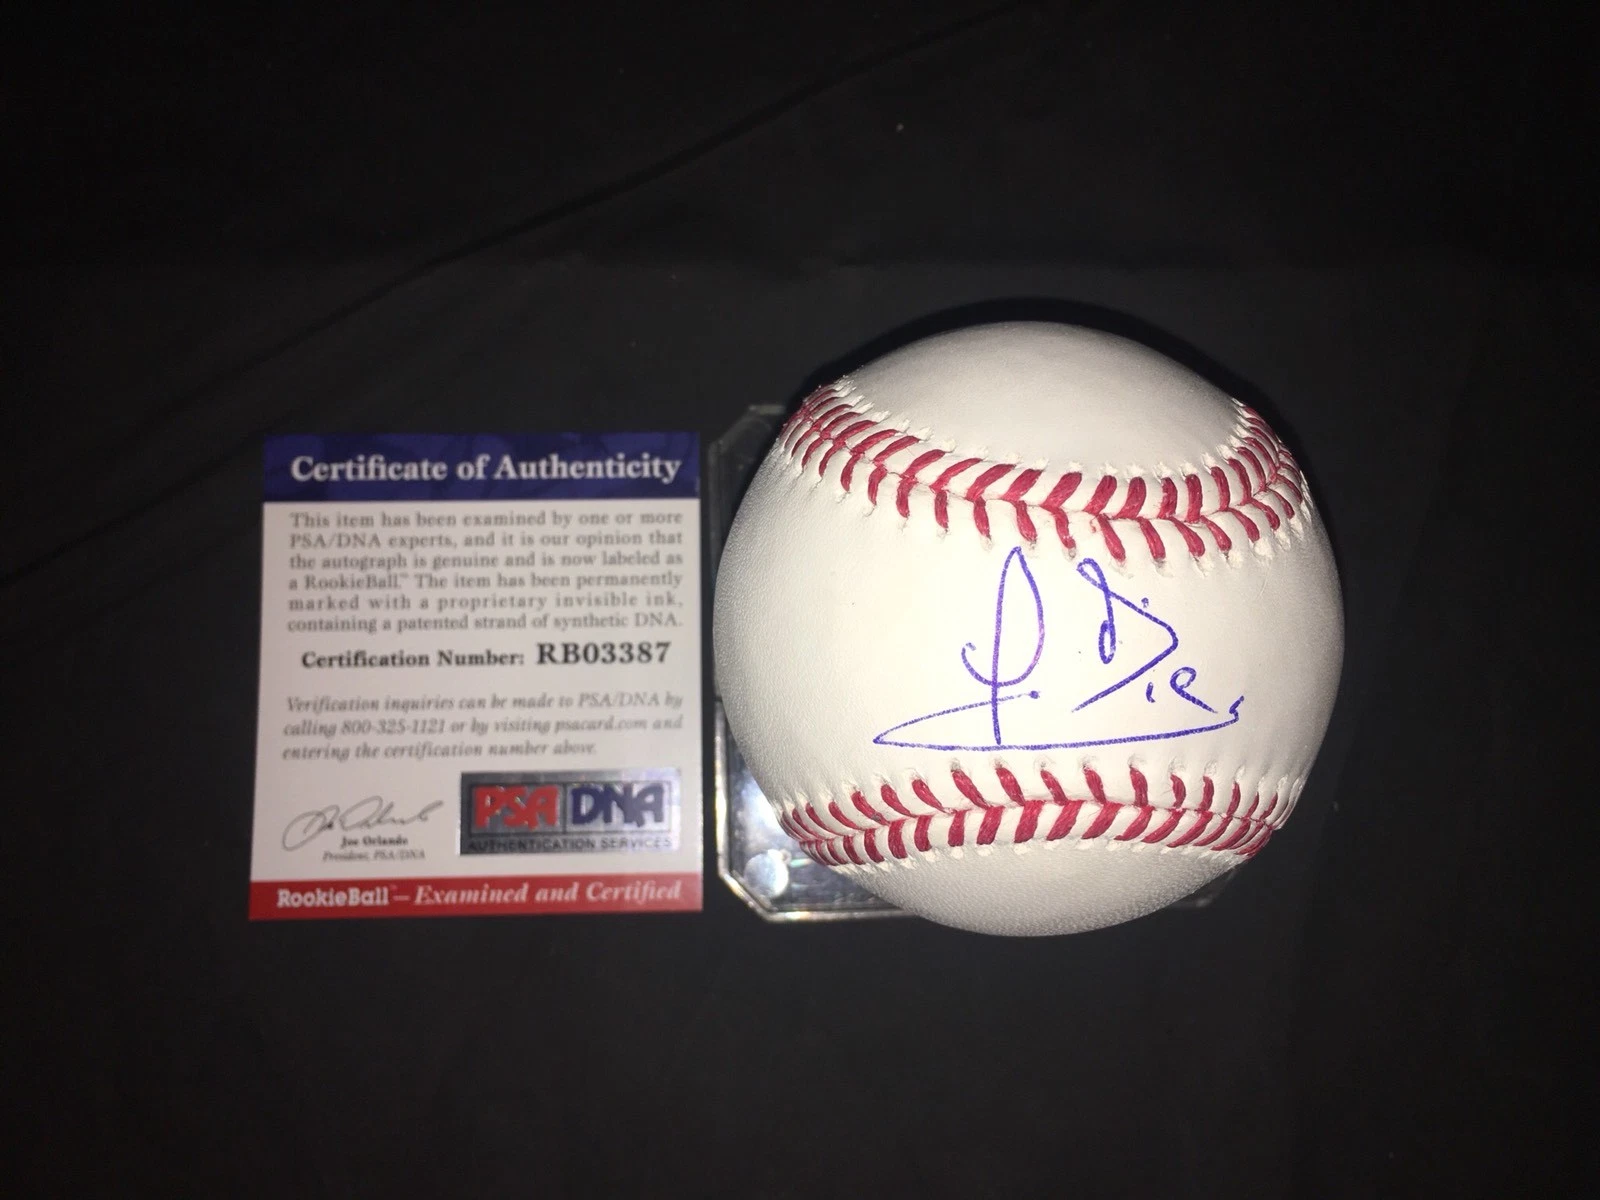 Certificate of Authenticity
This item has been examined by one or more
PSA/DNA experts, and it is our opinion that
the autograph is genuine and is now labeled as
a RookieBall.™ The item has been permanently
marked with a proprietary invisible ink,
containing a patented strand of synthetic DNA.
Certification Number: RB03387
Verification inquiries can be made to PSA/DNA by
calling 800-325-1121 or by visiting psacard.com and
entering the certification number above.
Joe Orlando
President, PSA/DNA
PSA DNA
AUTHENTICATION SERVICES
RookieBall™ — Examined and Certified